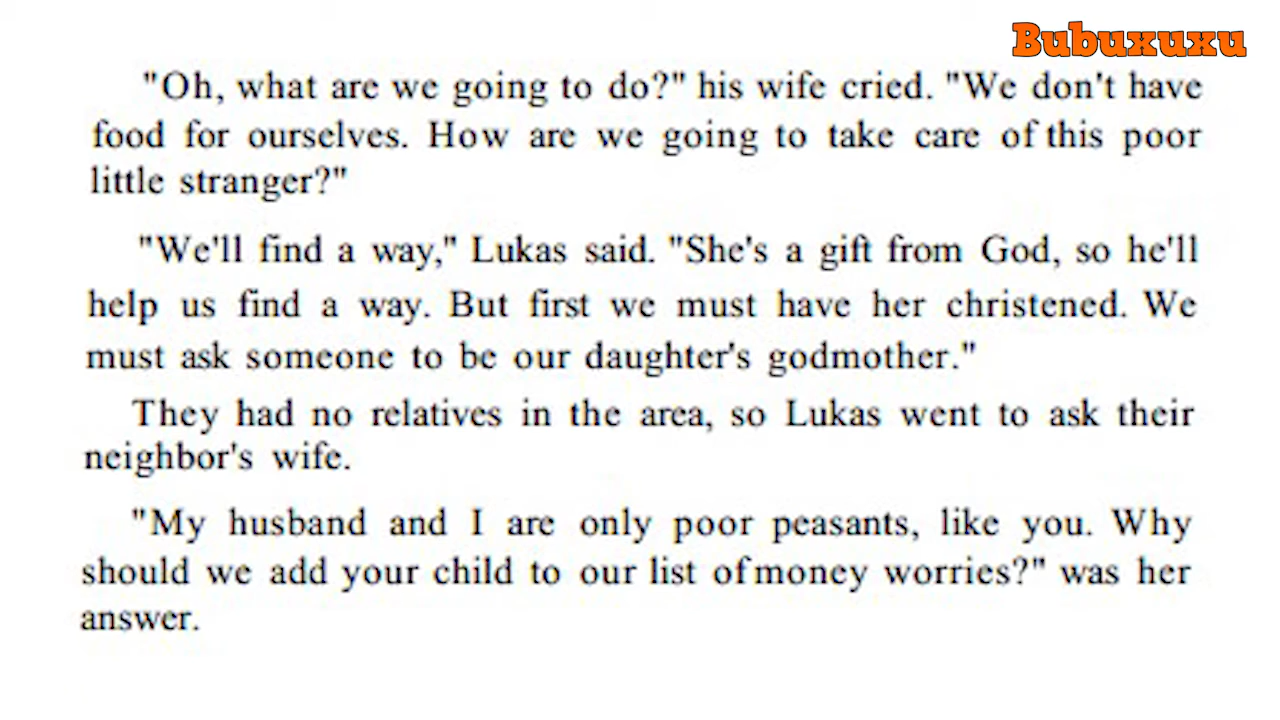 Bubuxuxu
"Oh, what are we going to do?" his wife cried. "We don't have
food for ourselves. How are we going to take care of this poor
little stranger?"
"We'll find a way," Lukas said. "She's a gift from God, so he'll
help us find a way. But first we must have her christened. We
must ask someone to be our daughter's godmother."
They had no relatives in the area, so Lukas went to ask their
neighbor's wife.
"My husband and I are only poor peasants, like you. Why
should we add your child to our list of money worries?" was her
answer.